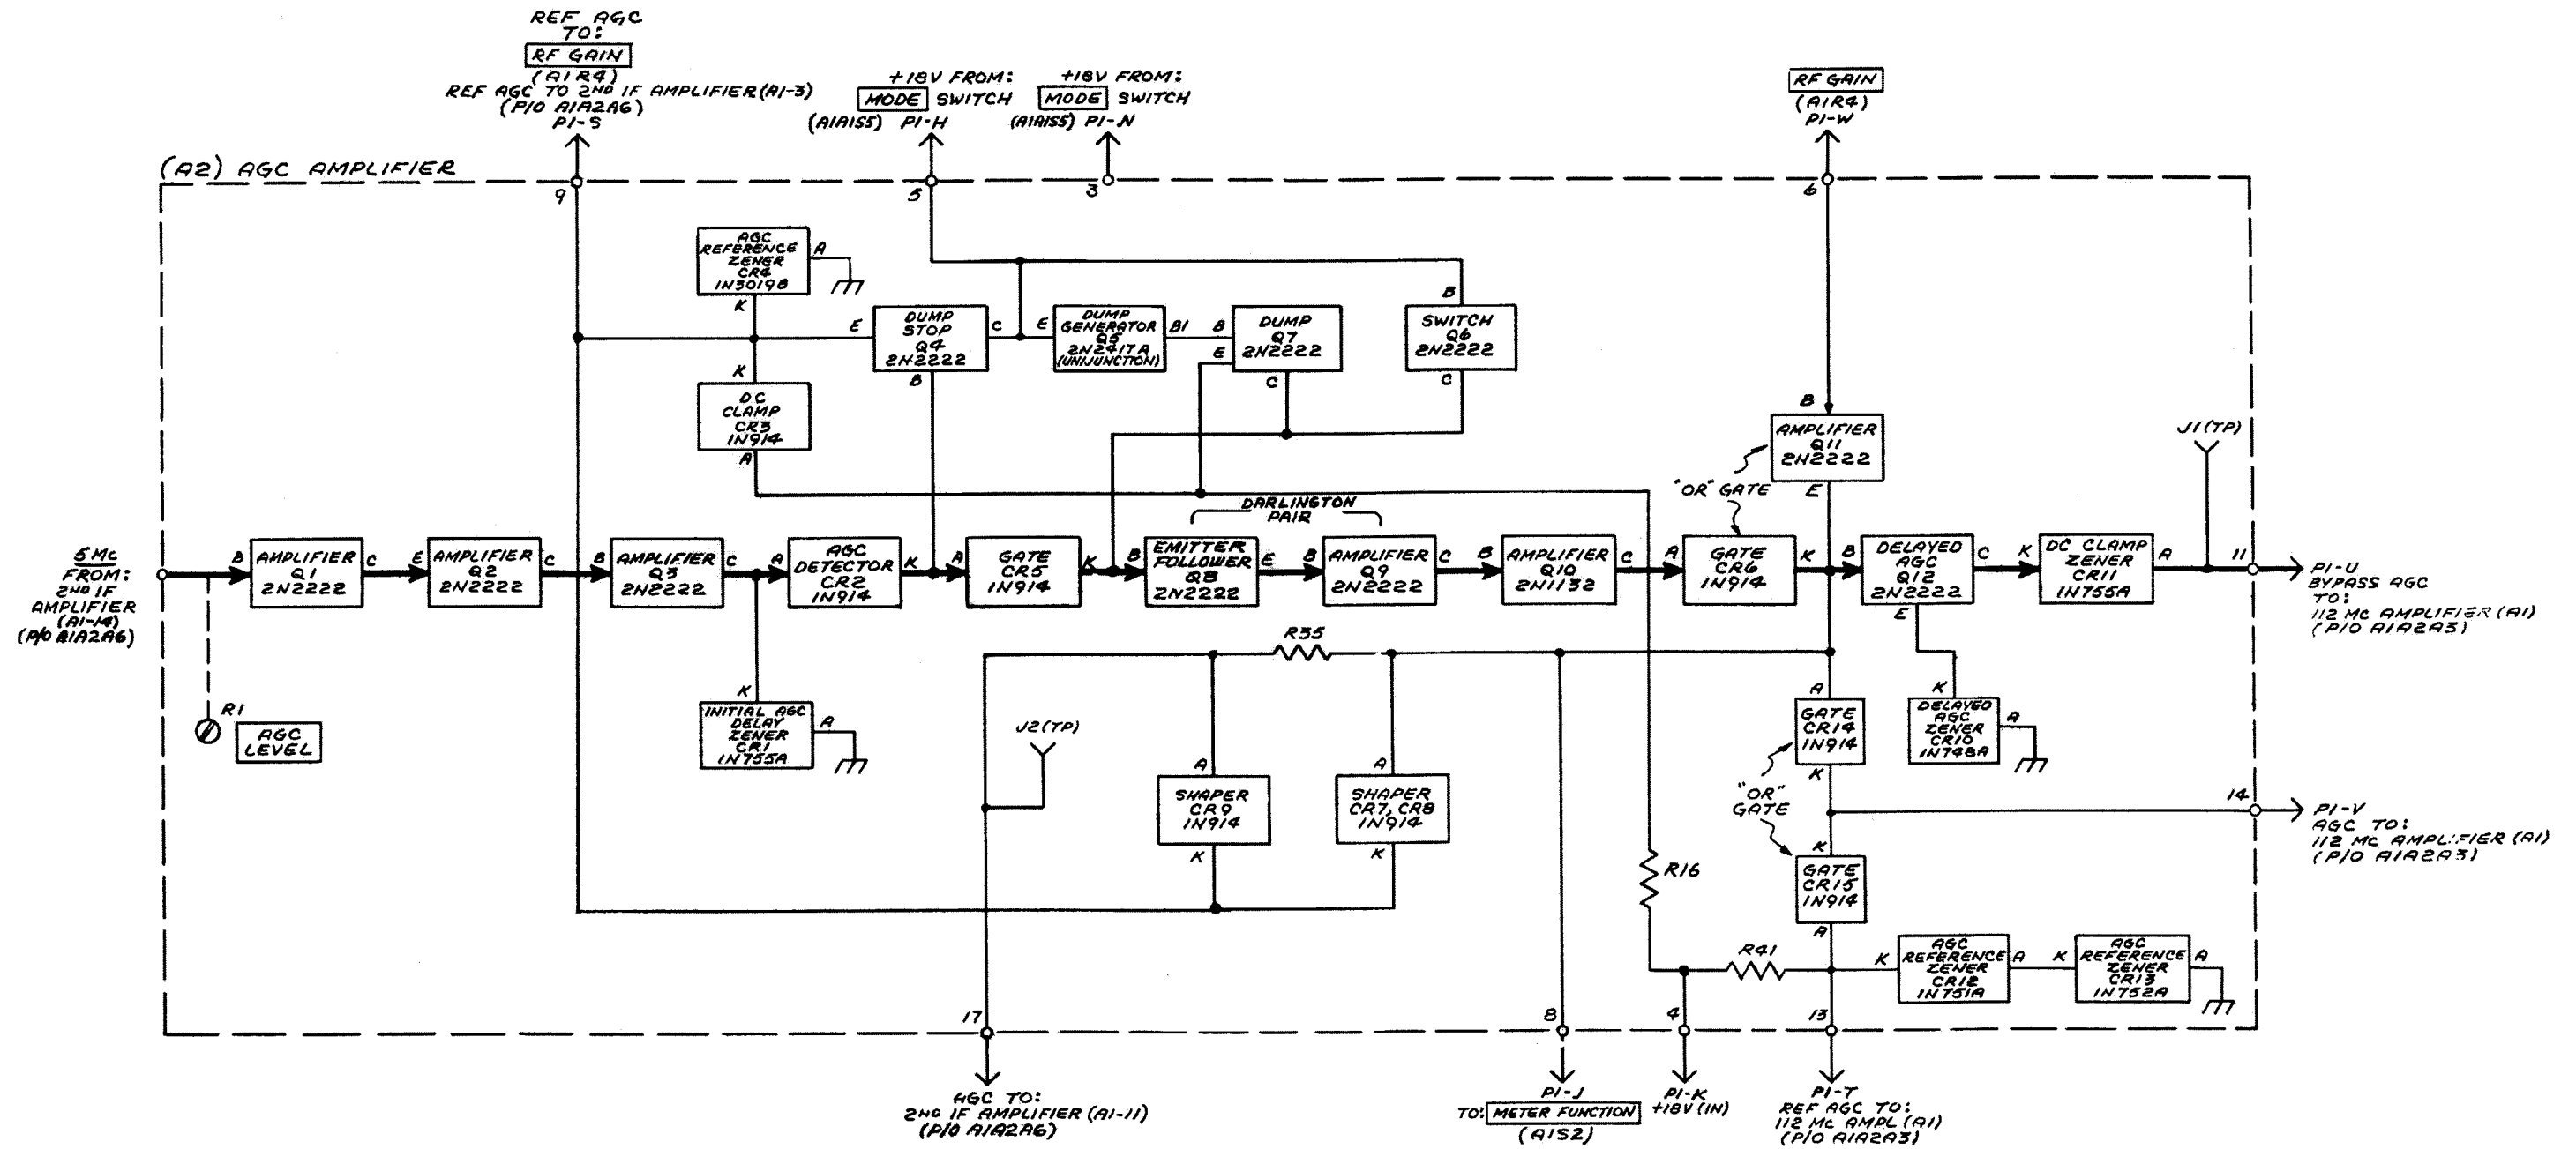 REF AGC
TO:
RF GAIN
(A1R4)
REF AGC TO 2ND IF AMPLIFIER (A1-3)
(P/O A1A2A6)
P1-S
+18V FROM:
MODE SWITCH
(A1A1S5) P1-H
+18V FROM:
MODE SWITCH
(A1A1S5) P1-N
RF GAIN
(A1R4)
P1-W
(A2) AGC AMPLIFIER
9
5
3
6
AGC
REFERENCE
ZENER
CR4
1N3019B
A
K
E
DUMP
STOP
Q4
2N2222
C
B
E
DUMP
GENERATOR
Q5
2N2417A
(UNIJUNCTION)
B1
B
E
DUMP
Q7
2N2222
C
B
SWITCH
Q6
2N2222
C
K
DC
CLAMP
CR3
1N914
A
B
AMPLIFIER
Q11
2N2222
E
"OR" GATE
J1 (TP)
DARLINGTON
PAIR
5 MC
FROM:
2ND IF
AMPLIFIER
(A1-14)
(P/O A1A2A6)
B
AMPLIFIER
Q1
2N2222
C
E
AMPLIFIER
Q2
2N2222
C
B
AMPLIFIER
Q3
2N2222
C
A
AGC
DETECTOR
CR2
1N914
K
A
GATE
CR5
1N914
K
B
EMITTER
FOLLOWER
Q8
2N2222
E
B
AMPLIFIER
Q9
2N2222
C
B
AMPLIFIER
Q10
2N1132
C
A
GATE
CR6
1N914
K
B
DELAYED
AGC
Q12
2N2222
C
E
K
DC CLAMP
ZENER
CR11
1N755A
A
11
P1-U
BYPASS AGC
TO:
112 MC AMPLIFIER (A1)
(P/O A1A2A3)
R1
AGC
LEVEL
K
INITIAL AGC
DELAY
ZENER
CR1
1N755A
A
R35
J2 (TP)
A
SHAPER
CR9
1N914
K
A
SHAPER
CR7, CR8
1N914
K
A
GATE
CR14
1N914
K
K
DELAYED
AGC
ZENER
CR10
1N748A
A
"OR"
GATE
14
P1-V
AGC TO:
112 MC AMPLIFIER (A1)
(P/O A1A2A3)
K
GATE
CR15
1N914
A
R16
R41
K
AGC
REFERENCE
ZENER
CR12
1N751A
A
K
AGC
REFERENCE
ZENER
CR13
1N752A
A
17
8
4
13
AGC TO:
2ND IF AMPLIFIER (A1-11)
(P/O A1A2A6)
P1-J
TO: METER FUNCTION
(A1S2)
P1-K
+18V (IN)
P1-T
REF AGC TO:
112 MC AMPL (A1)
(P/O A1A2A3)